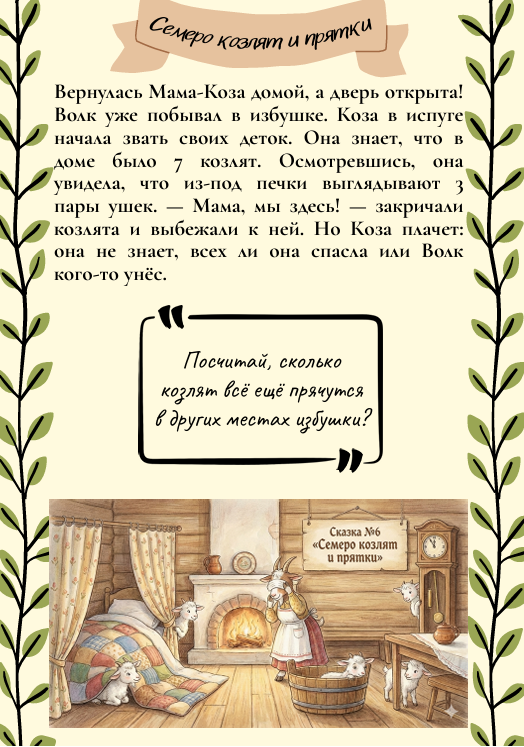 Семеро козлят и прятки
Вернулась Мама-Коза домой, а дверь открыта!
Волк уже побывал в избушке. Коза в испуге
начала звать своих деток. Она знает, что в
доме было 7 козлят. Осмотревшись, она
увидела, что из-под печки выглядывают 3
пары ушек. — Мама, мы здесь! — закричали
козлята и выбежали к ней. Но Коза плачет:
она не знает, всех ли она спасла или Волк
кого-то унёс.
Посчитай, сколько
козлят всё ещё прячутся
в других местах избушки?
Сказка №6
«Семеро козлят
и прятки»